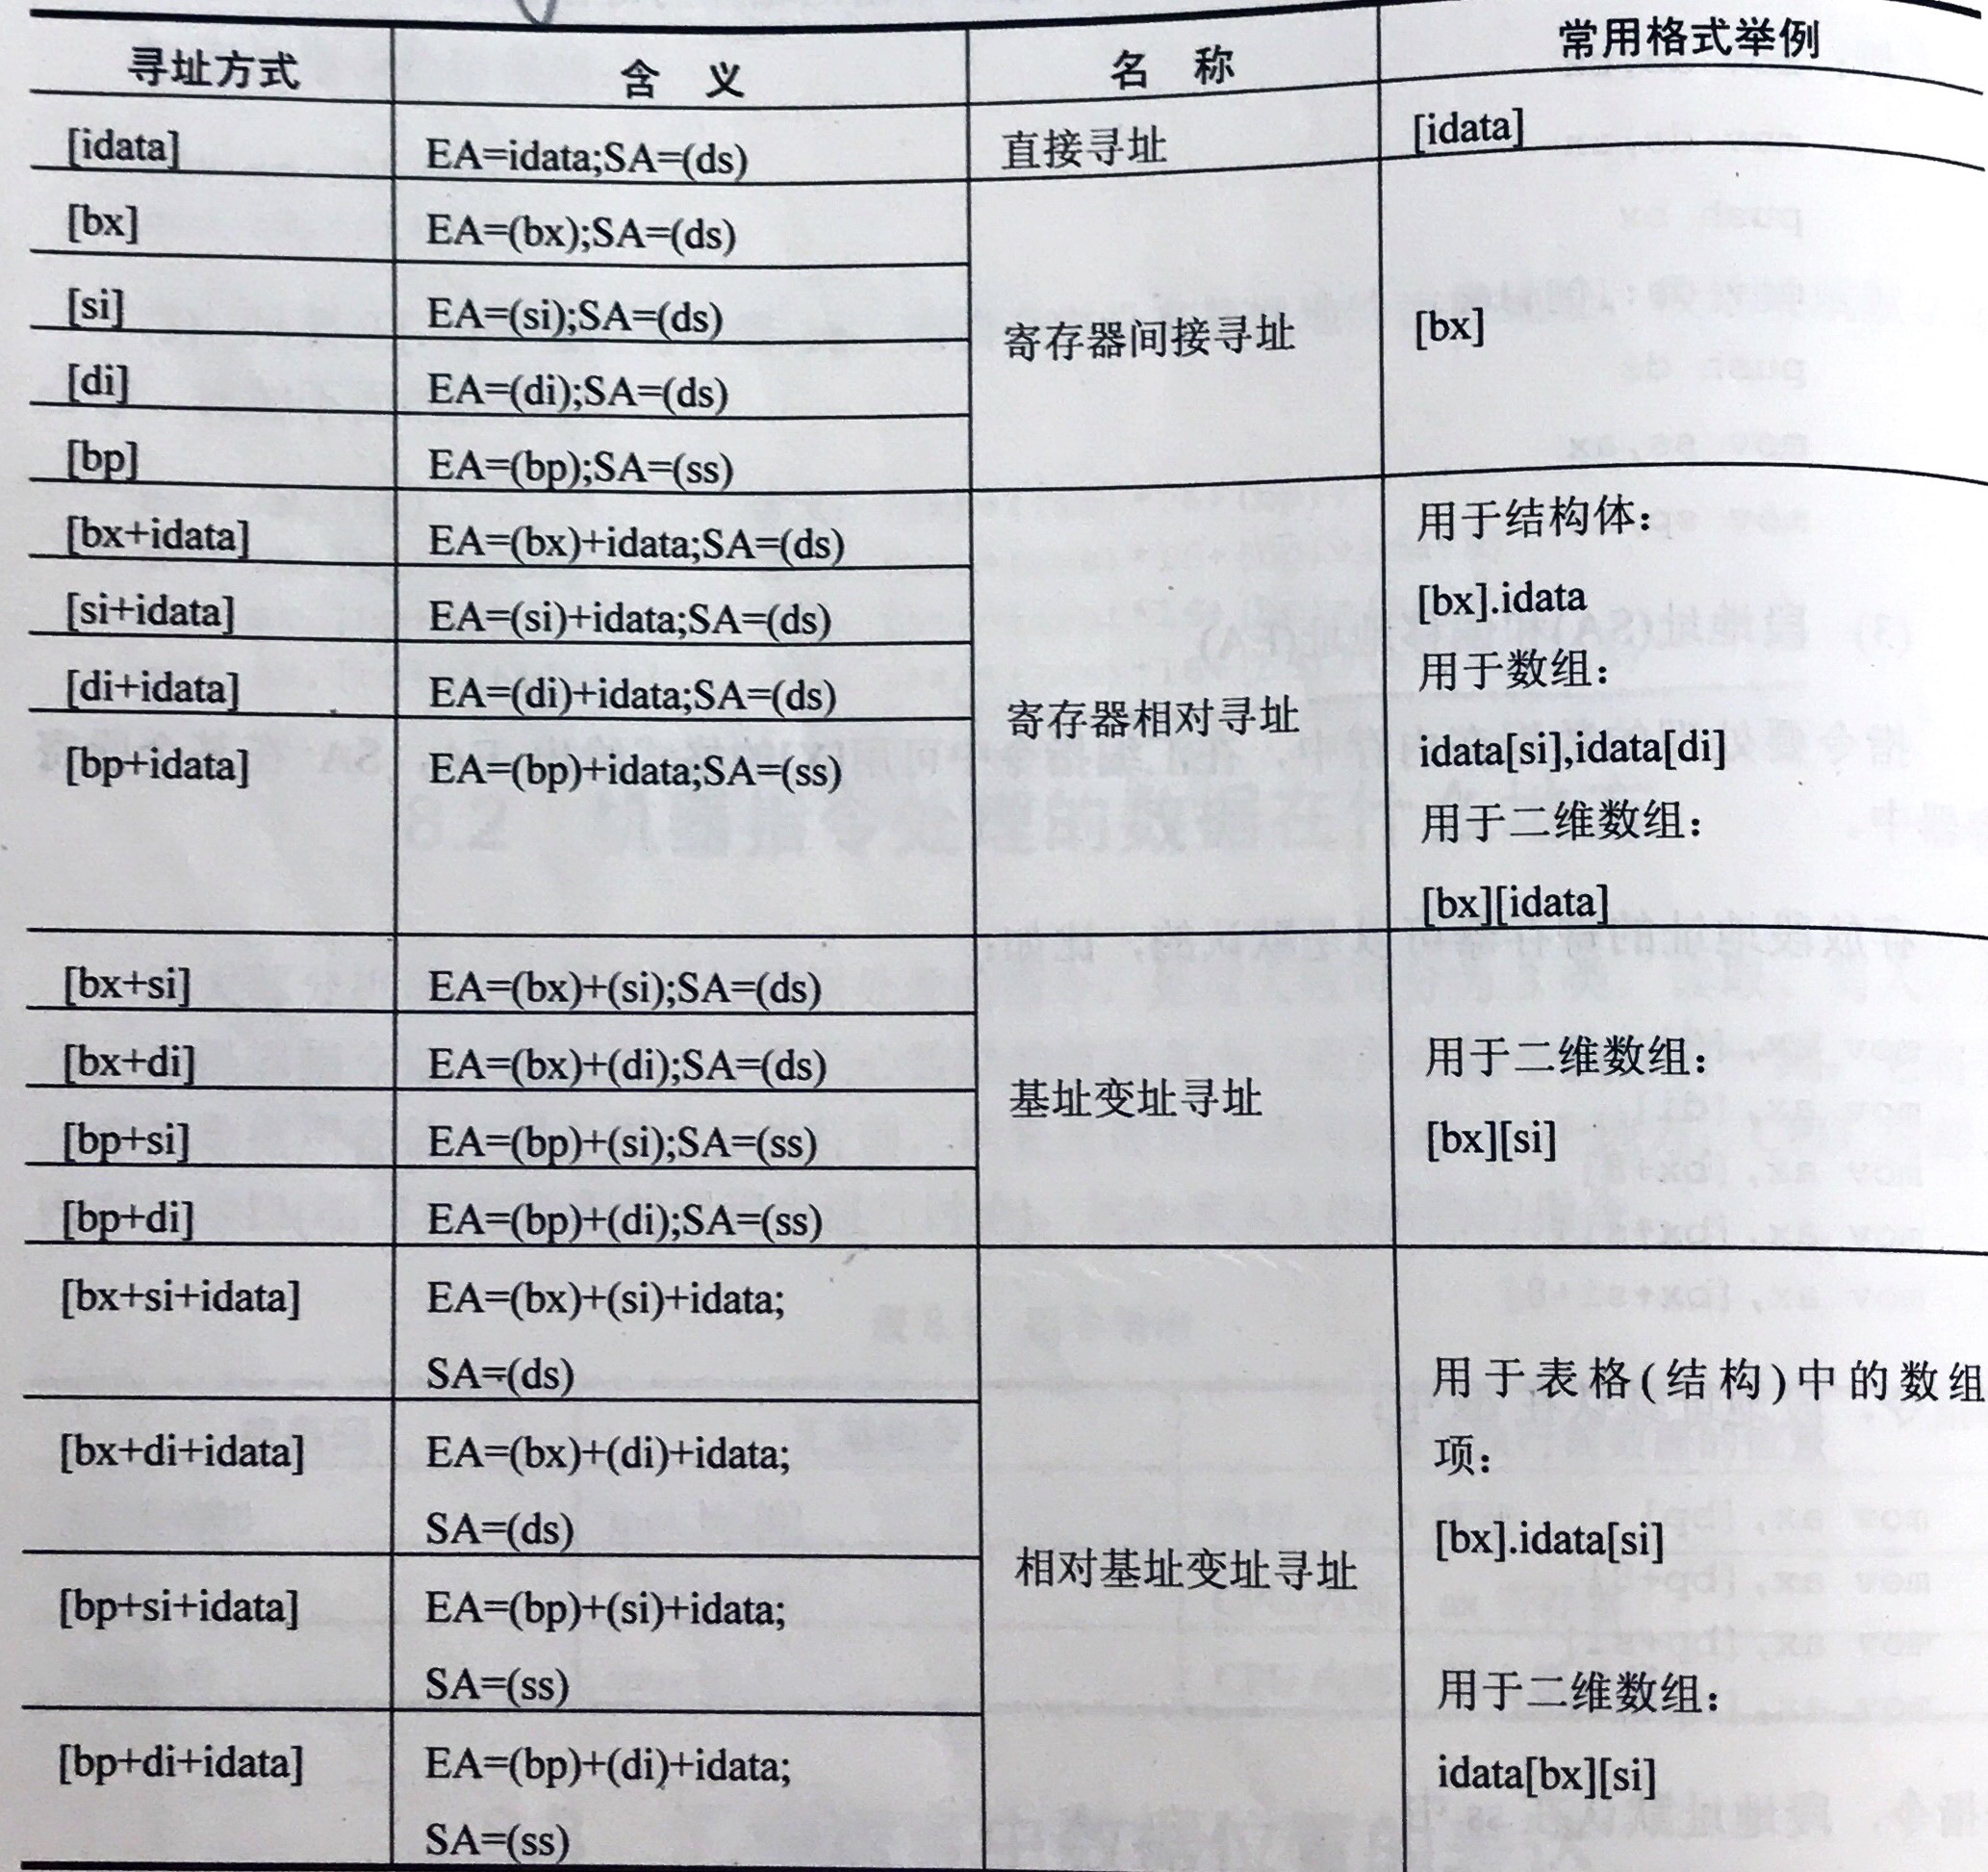 寻址方式 含 义 名 称 常用格式举例
[idata] EA=idata;SA=(ds) 直接寻址 [idata]
[bx] EA=(bx);SA=(ds)
[si] EA=(si);SA=(ds)
寄存器间接寻址 [bx]
[di] EA=(di);SA=(ds)
[bp] EA=(bp);SA=(ss)
[bx+idata] EA=(bx)+idata;SA=(ds) 用于结构体：
[si+idata] EA=(si)+idata;SA=(ds) [bx].idata
[di+idata] EA=(di)+idata;SA=(ds) 用于数组：
寄存器相对寻址
[bp+idata] EA=(bp)+idata;SA=(ss) idata[si],idata[di]
用于二维数组：
[bx][idata]
[bx+si] EA=(bx)+(si);SA=(ds)
[bx+di] EA=(bx)+(di);SA=(ds) 用于二维数组：
基址变址寻址
[bp+si] EA=(bp)+(si);SA=(ss) [bx][si]
[bp+di] EA=(bp)+(di);SA=(ss)
[bx+si+idata] EA=(bx)+(si)+idata;
SA=(ds) 用于表格(结构)中的数组
[bx+di+idata] EA=(bx)+(di)+idata; 项：
SA=(ds) [bx].idata[si]
相对基址变址寻址
[bp+si+idata] EA=(bp)+(si)+idata;
SA=(ss) 用于二维数组：
[bp+di+idata] EA=(bp)+(di)+idata; idata[bx][si]
SA=(ss)